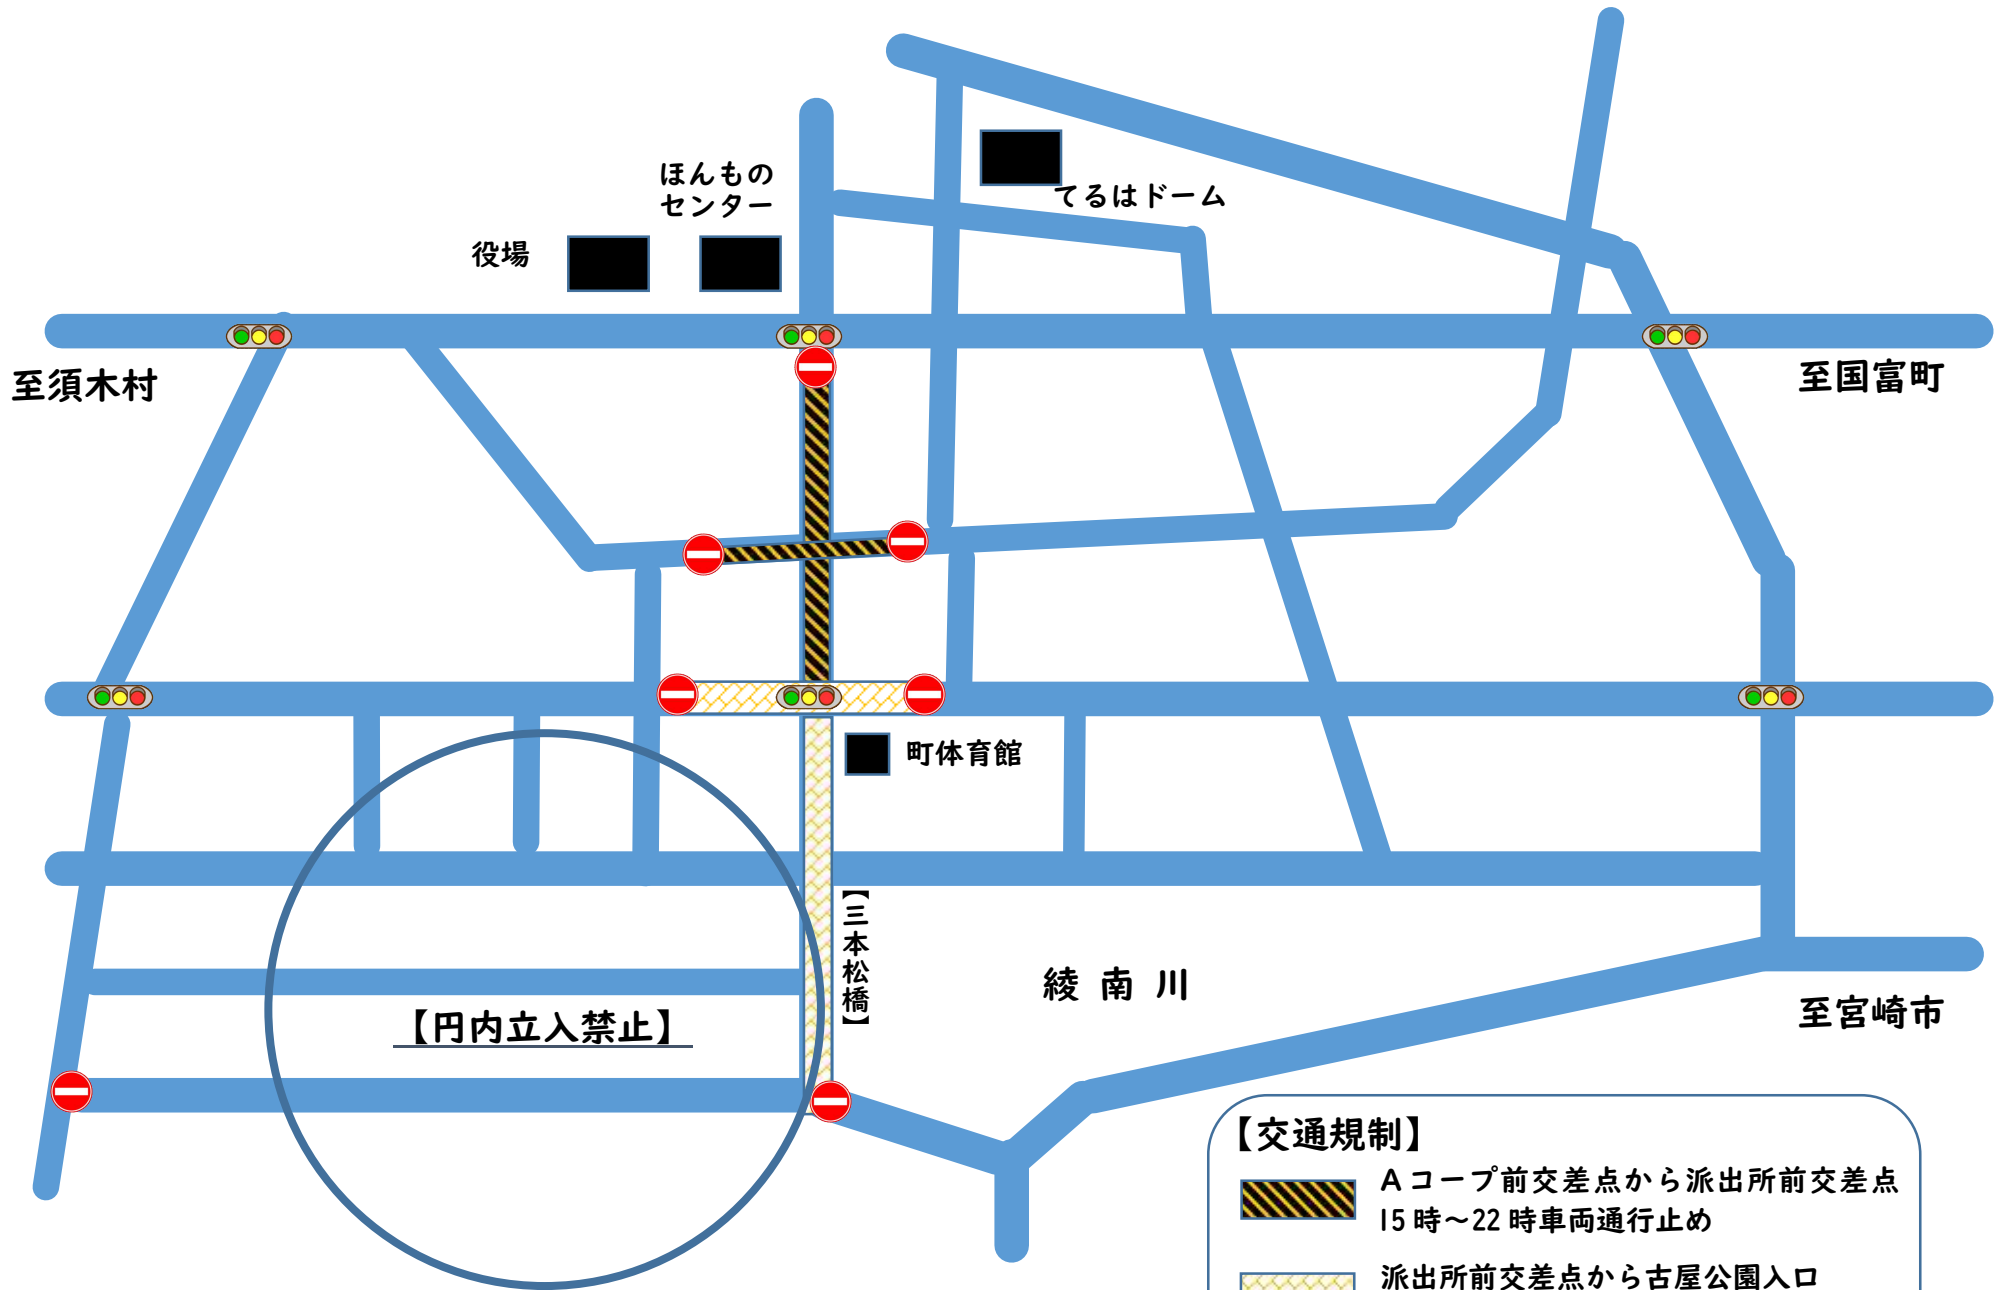 ほんもの
センター
てるはドーム
役場
至須木村
至国富町
町体育館
【三本松橋】
綾南川
【円内立入禁止】
至宮崎市
【交通規制】
Aコープ前交差点から派出所前交差点
15時～22時車両通行止め
派出所前交差点から古屋公園入口